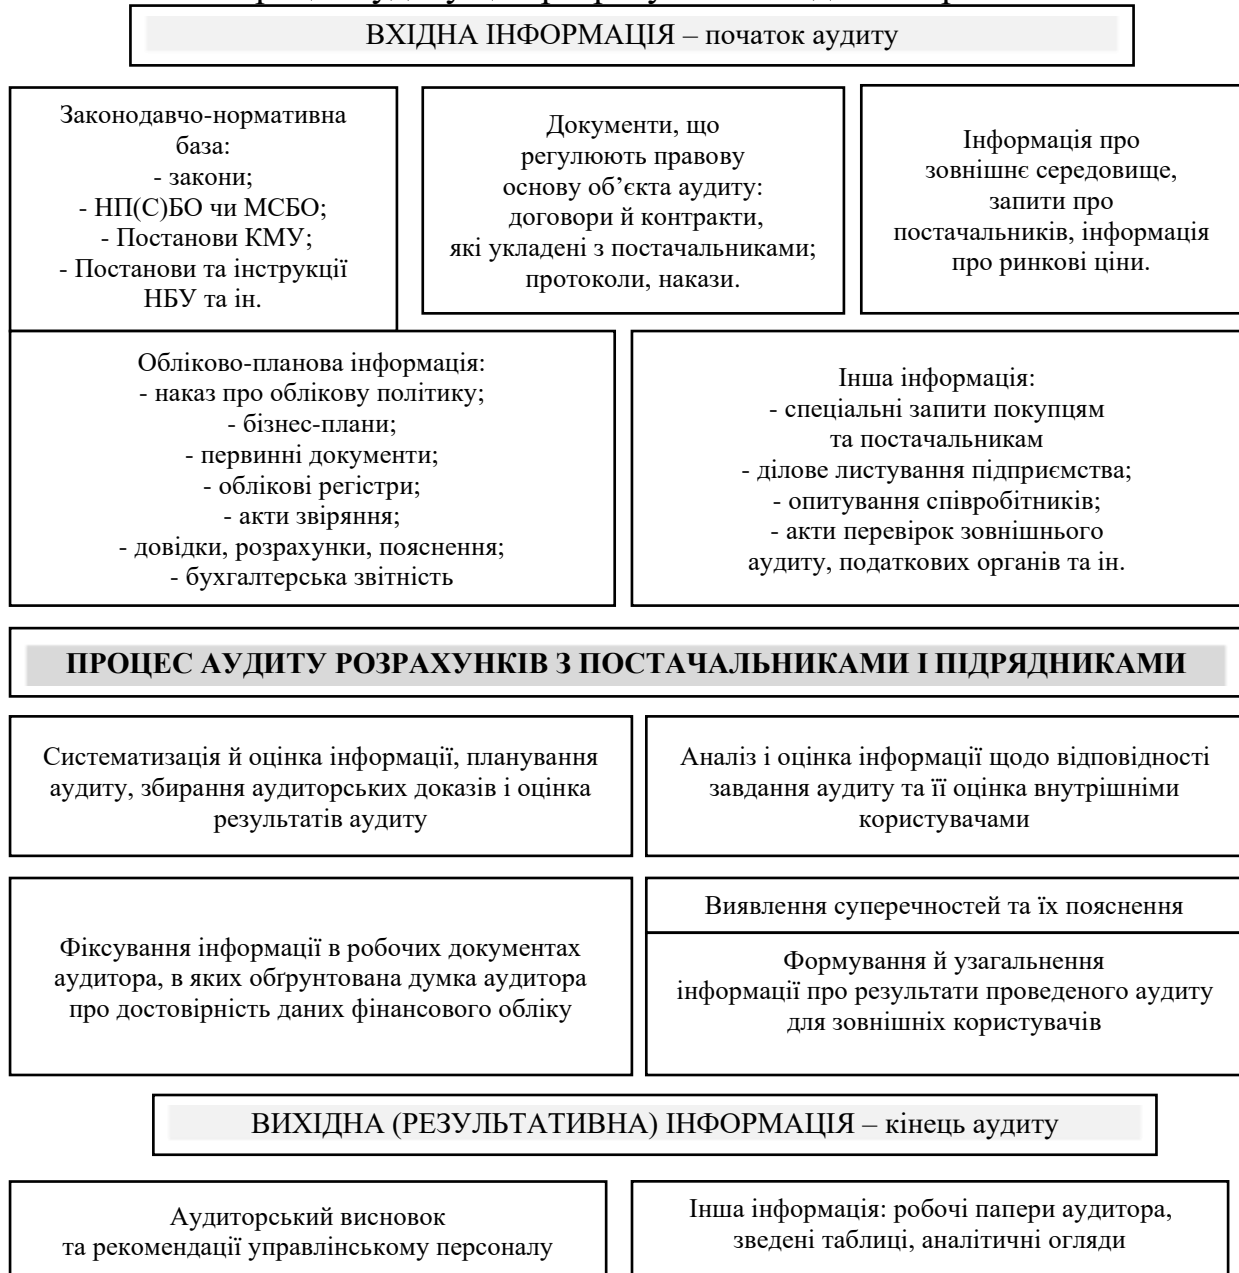 ВХІДНА ІНФОРМАЦІЯ – початок аудиту
Законодавчо-нормативна
база:
- закони;
- НП(С)БО чи МСБО;
- Постанови КМУ;
- Постанови та інструкції
НБУ та ін.
Документи, що
регулюють правову
основу об’єкта аудиту:
договори й контракти,
які укладені з постачальниками;
протоколи, накази.
Інформація про
зовнішнє середовище,
запити про
постачальників, інформація
про ринкові ціни.
Обліково-планова інформація:
- наказ про облікову політику;
- бізнес-плани;
- первинні документи;
- облікові регістри;
- акти звіряння;
- довідки, розрахунки, пояснення;
- бухгалтерська звітність
Інша інформація:
- спеціальні запити покупцям
та постачальникам
- ділове листування підприємства;
- опитування співробітників;
- акти перевірок зовнішнього
аудиту, податкових органів та ін.
ПРОЦЕС АУДИТУ РОЗРАХУНКІВ З ПОСТАЧАЛЬНИКАМИ І ПІДРЯДНИКАМИ
Систематизація й оцінка інформації, планування
аудиту, збирання аудиторських доказів і оцінка
результатів аудиту
Аналіз і оцінка інформації щодо відповідності
завдання аудиту та її оцінка внутрішніми
користувачами
Фіксування інформації в робочих документах
аудитора, в яких обґрунтована думка аудитора
про достовірність даних фінансового обліку
Виявлення суперечностей та їх пояснення
Формування й узагальнення
інформації про результати проведеного аудиту
для зовнішніх користувачів
ВИХІДНА (РЕЗУЛЬТАТИВНА) ІНФОРМАЦІЯ – кінець аудиту
Аудиторський висновок
та рекомендації управлінському персоналу
Інша інформація: робочі папери аудитора,
зведені таблиці, аналітичні огляди